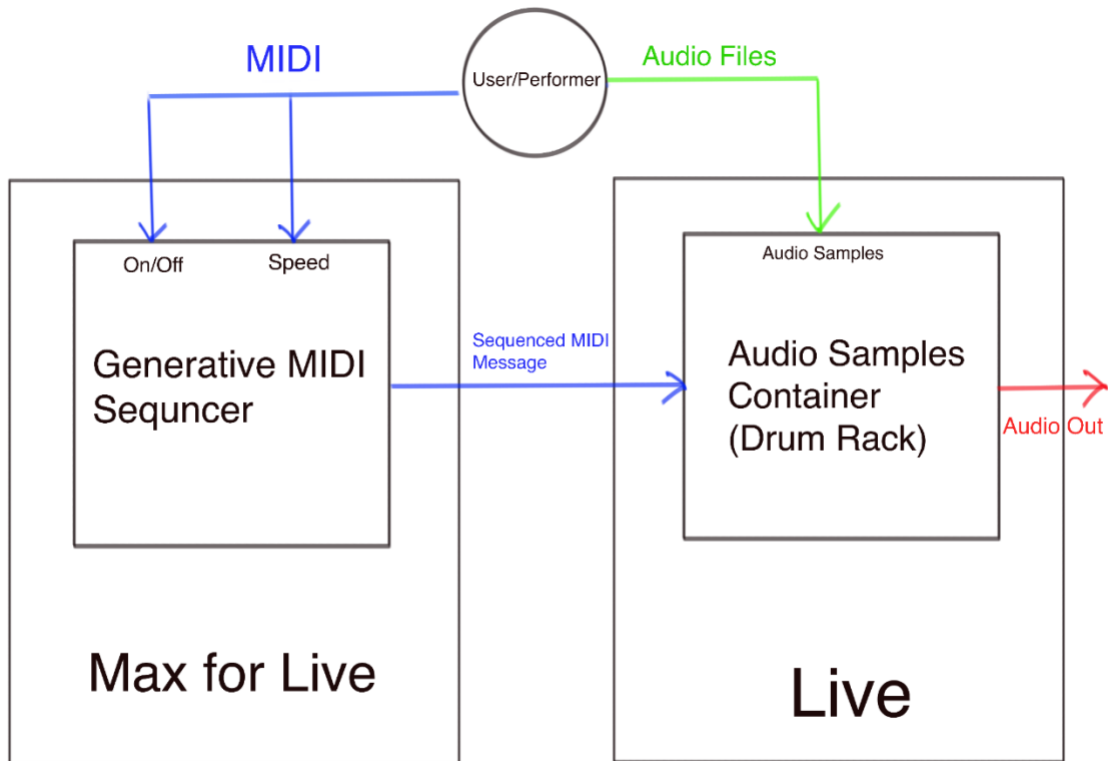 MIDI
User/Performer
Audio Files
On/Off
Speed
Audio Samples
Generative MIDI
Sequncer
Sequenced MIDI
Message
Audio Samples
Container
(Drum Rack)
Audio Out
Max for Live
Live